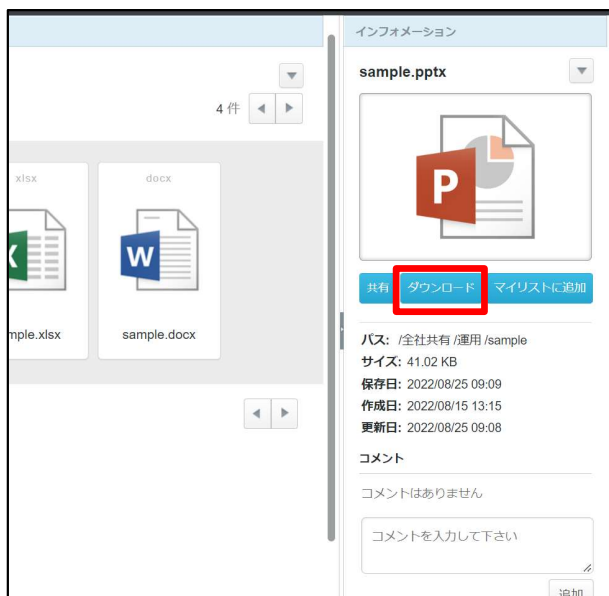 インフォメーション
sample.pptx
4 件
xlsx
docx
X
W
P
mple.xlsx
sample.docx
共有 ダウンロード マイリストに追加
パス: /全社共有 /運用 /sample
サイズ: 41.02 KB
保存日: 2022/08/25 09:09
作成日: 2022/08/15 13:15
更新日: 2022/08/25 09:08
コメント
コメントはありません
コメントを入力して下さい
追加